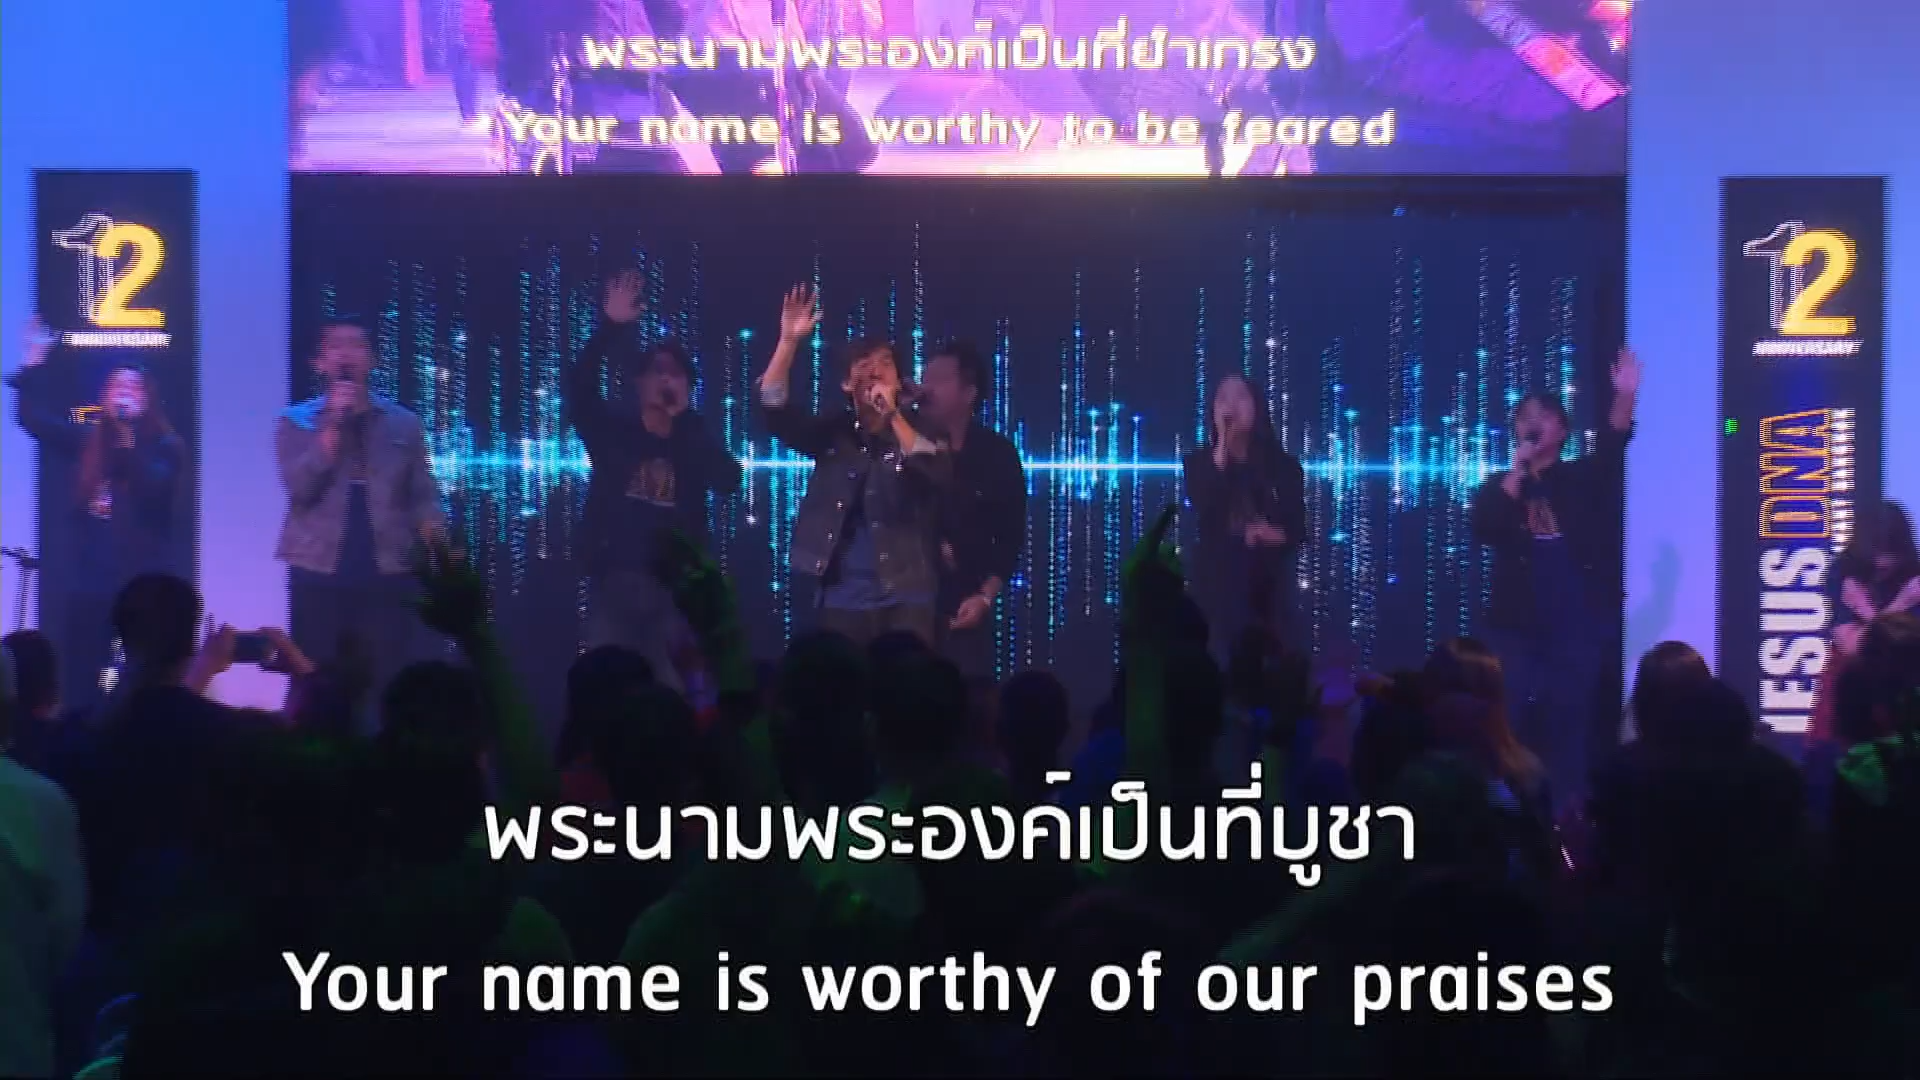 พระนามพระองค์เป็นที่ยำเกรง
Your name is worthy to be feared
12
ANNIVERSARY
12
ANNIVERSARY
JESUS DNA
พระนามพระองค์เป็นที่บูชา
Your name is worthy of our praises